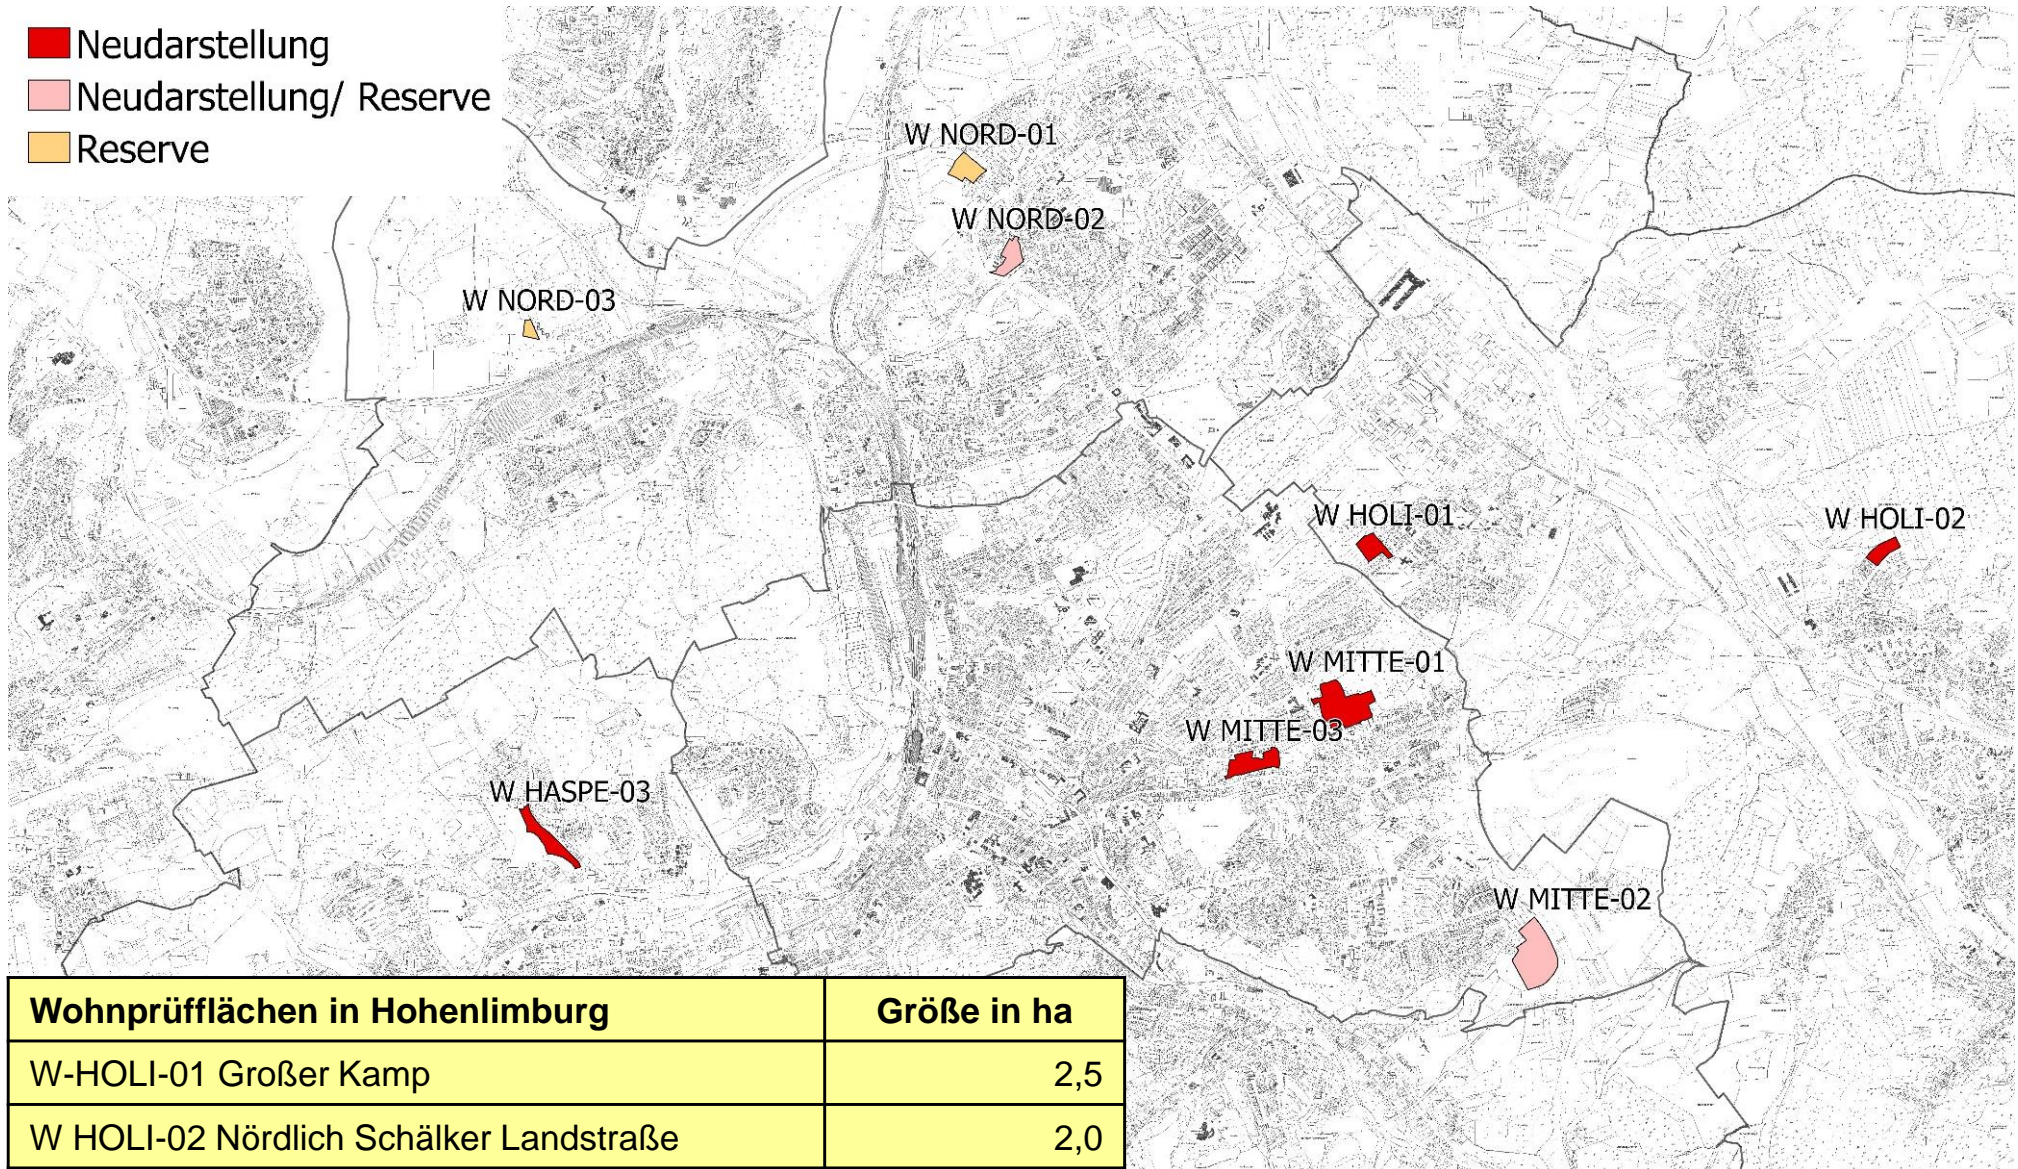 Neudarstellung
Neudarstellung/ Reserve
Reserve
W NORD-01
W NORD-02
W NORD-03
W HOLI-01
W HOLI-02
W MITTE-01
W MITTE-03
W HASPE-03
W MITTE-02
Wohnprüfflächen in Hohenlimburg Größe in ha
W-HOLI-01 Großer Kamp 2,5
W HOLI-02 Nördlich Schälker Landstraße 2,0